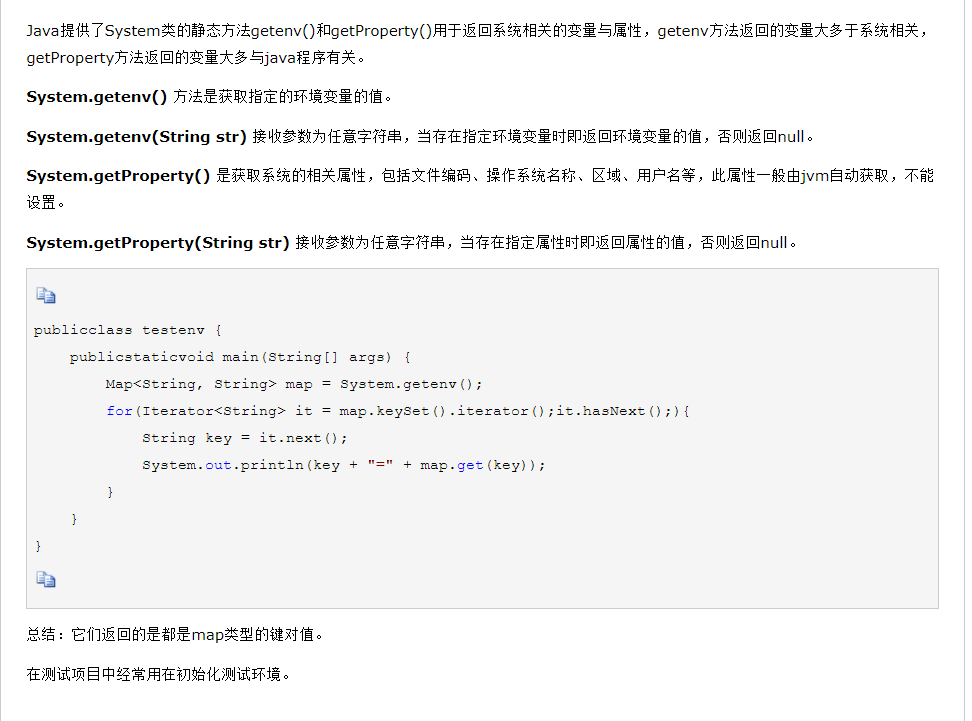 Java提供了System类的静态方法getenv()和getProperty()用于返回系统相关的变量与属性，getenv方法返回的变量大多于系统相关，
getProperty方法返回的变量大多与java程序有关。
System.getenv() 方法是获取指定的环境变量的值。
System.getenv(String str) 接收参数为任意字符串，当存在指定环境变量时即返回环境变量的值，否则返回null。
System.getProperty() 是获取系统的相关属性，包括文件编码、操作系统名称、区域、用户名等，此属性一般由jvm自动获取，不能
设置。
System.getProperty(String str) 接收参数为任意字符串，当存在指定属性时即返回属性的值，否则返回null。
publicclass testenv {
    publicstaticvoid main(String[] args) {
        Map<String, String> map = System.getenv();
        for(Iterator<String> it = map.keySet().iterator();it.hasNext();){
            String key = it.next();
            System.out.println(key + "=" + map.get(key));
        }
    }
}
总结：它们返回的是都是map类型的键对值。
在测试项目中经常用在初始化测试环境。